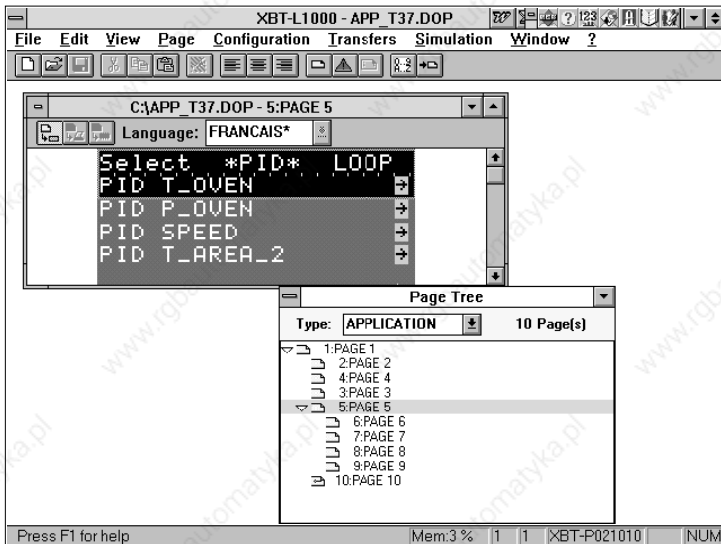 XBT-L1000 - APP_T37.DOP
File Edit View Page Configuration Transfers Simulation Window ?
C:\APP_T37.DOP - 5:PAGE 5
Language: FRANCAIS*
Select *PID* LOOP
PID T_OVEN
PID P_OVEN
PID SPEED
PID T_AREA_2
Page Tree
Type: APPLICATION 10 Page(s)
1:PAGE 1
2:PAGE 2
4:PAGE 4
3:PAGE 3
5:PAGE 5
6:PAGE 6
7:PAGE 7
8:PAGE 8
9:PAGE 9
10:PAGE 10
Press F1 for help Mem:3 % 1 1 XBT-P021010 NUM
www.rgbautomatyka.pl